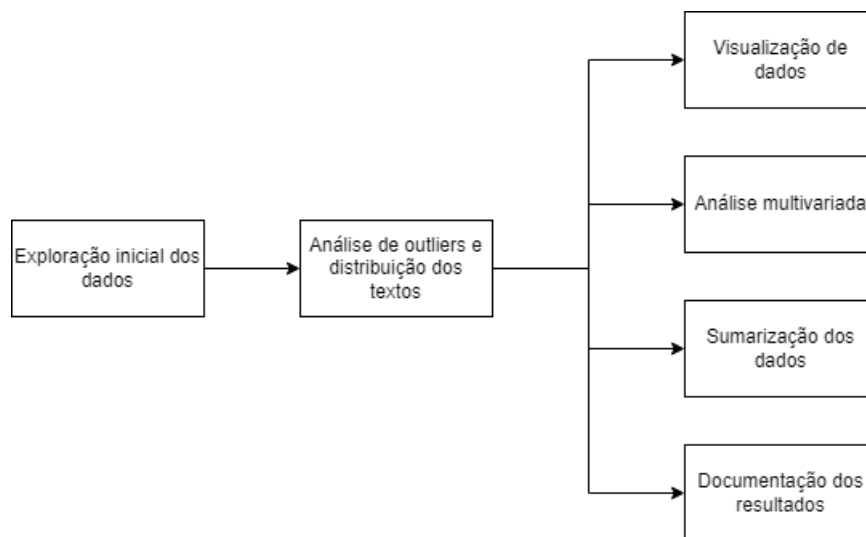 Exploração inicial dos
dados
Análise de outliers e
distribuição dos
textos
Visualização de
dados
Análise multivariada
Sumarização dos
dados
Documentação dos
resultados